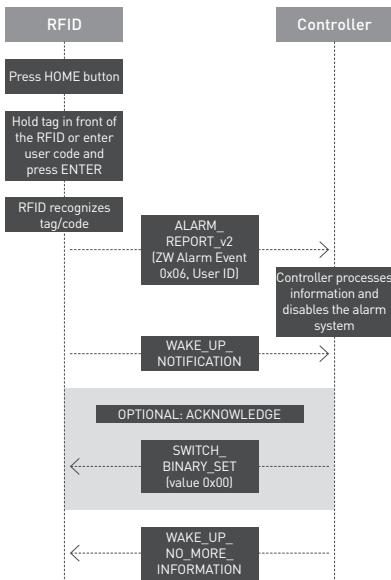 RFID
Controller
Press HOME button
Hold tag in front of
the RFID or enter
user code and
press ENTER
RFID recognizes
tag/code
ALARM_
REPORT_v2
(ZW Alarm Event
0x06, User ID)
Controller processes
information and
disables the alarm
system
WAKE_UP_
NOTIFICATION
OPTIONAL: ACKNOWLEDGE
SWITCH_
BINARY_SET
(value 0x00)
WAKE_UP_
NO_MORE_
INFORMATION